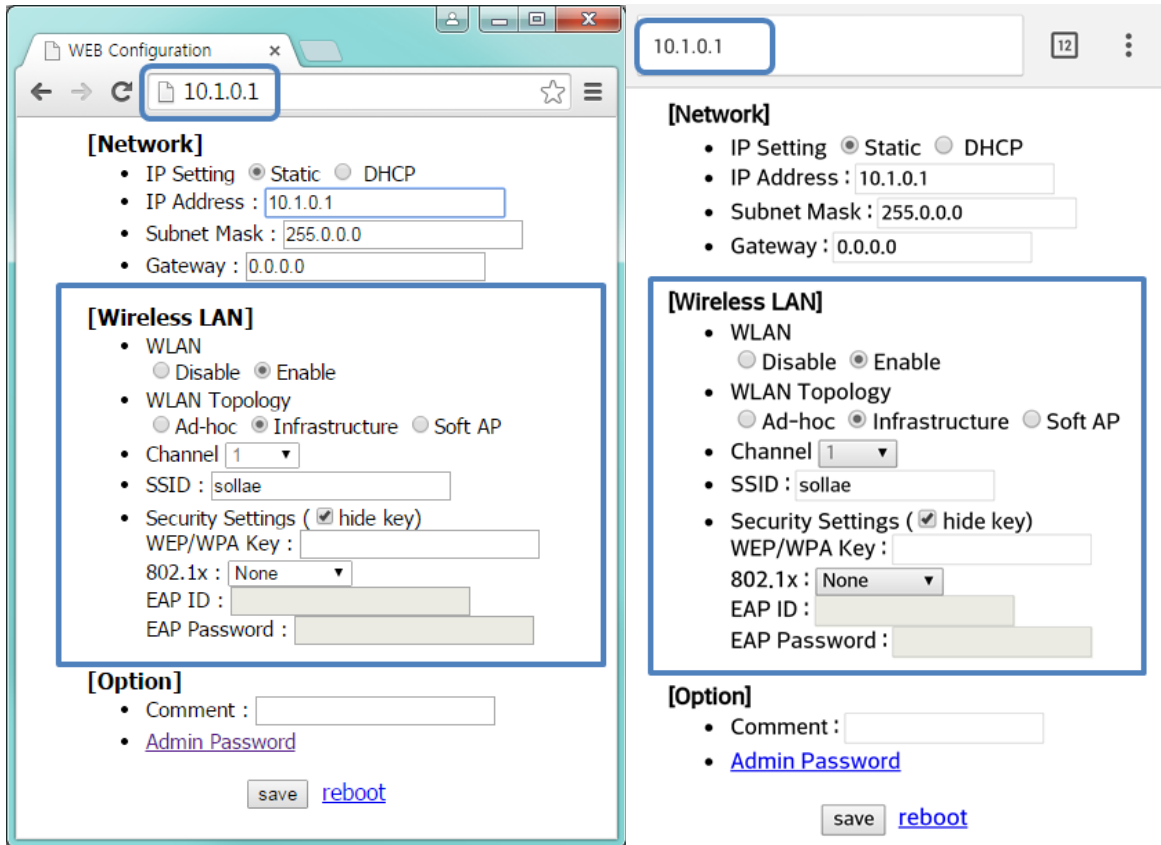 WEB Configuration
10.1.0.1
[Network]
• IP Setting Static DHCP
• IP Address : 10.1.0.1
• Subnet Mask : 255.0.0.0
• Gateway : 0.0.0.0
[Wireless LAN]
• WLAN
Disable Enable
• WLAN Topology
Ad-hoc Infrastructure Soft AP
• Channel 1
• SSID : sollae
• Security Settings ( hide key)
WEP/WPA Key :
802.1x : None
EAP ID :
EAP Password :
[Option]
• Comment :
• Admin Password
save reboot
10.1.0.1
12
[Network]
• IP Setting Static DHCP
• IP Address : 10.1.0.1
• Subnet Mask : 255.0.0.0
• Gateway : 0.0.0.0
[Wireless LAN]
• WLAN
Disable Enable
• WLAN Topology
Ad-hoc Infrastructure Soft AP
• Channel 1
• SSID : sollae
• Security Settings ( hide key)
WEP/WPA Key :
802.1x : None
EAP ID :
EAP Password :
[Option]
• Comment :
• Admin Password
save reboot